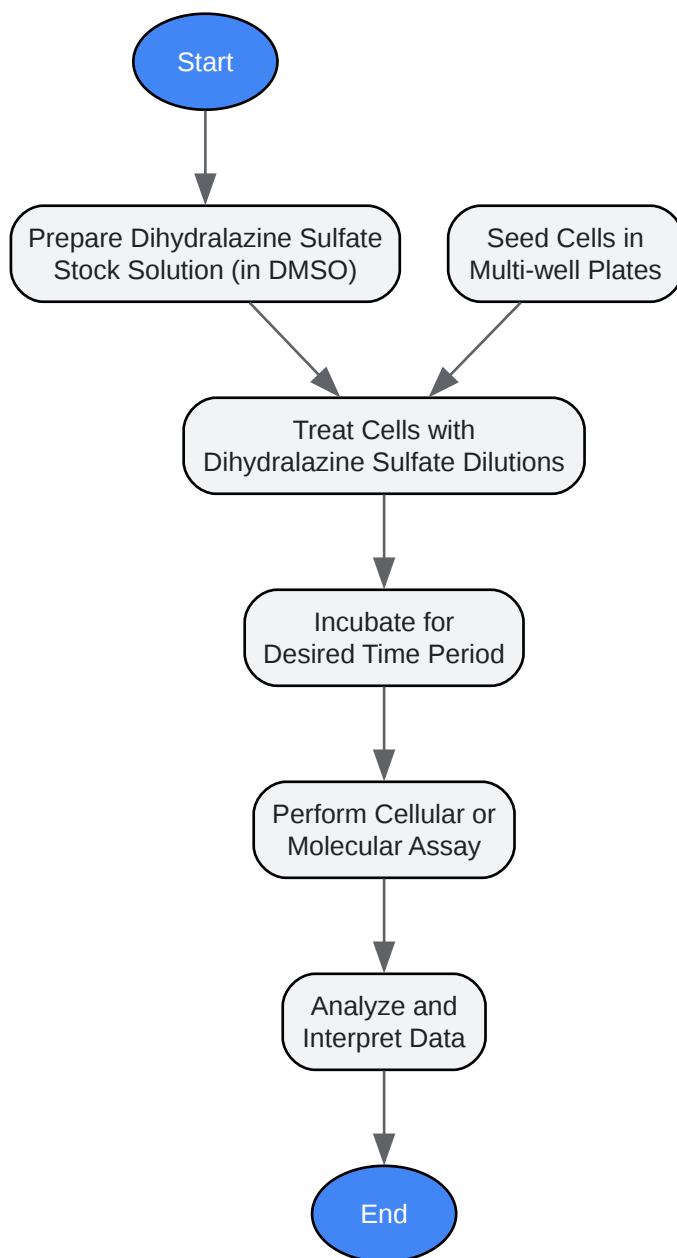 Start
Prepare Dihydralazine Sulfate
Stock Solution (in DMSO)
Seed Cells in
Multi-well Plates
Treat Cells with
Dihydralazine Sulfate Dilutions
Incubate for
Desired Time Period
Perform Cellular or
Molecular Assay
Analyze and
Interpret Data
End